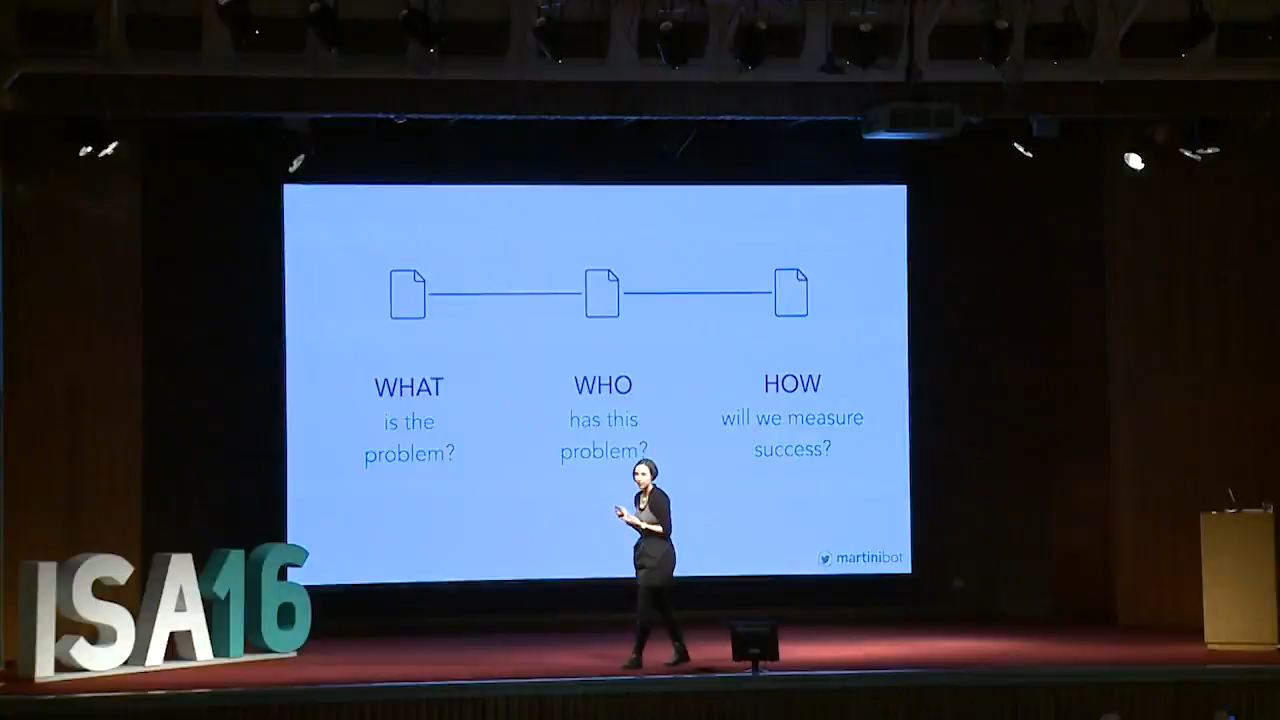 WHAT
is the
problem?
WHO
has this
problem?
HOW
will we measure
success?
martinibot
ISA16